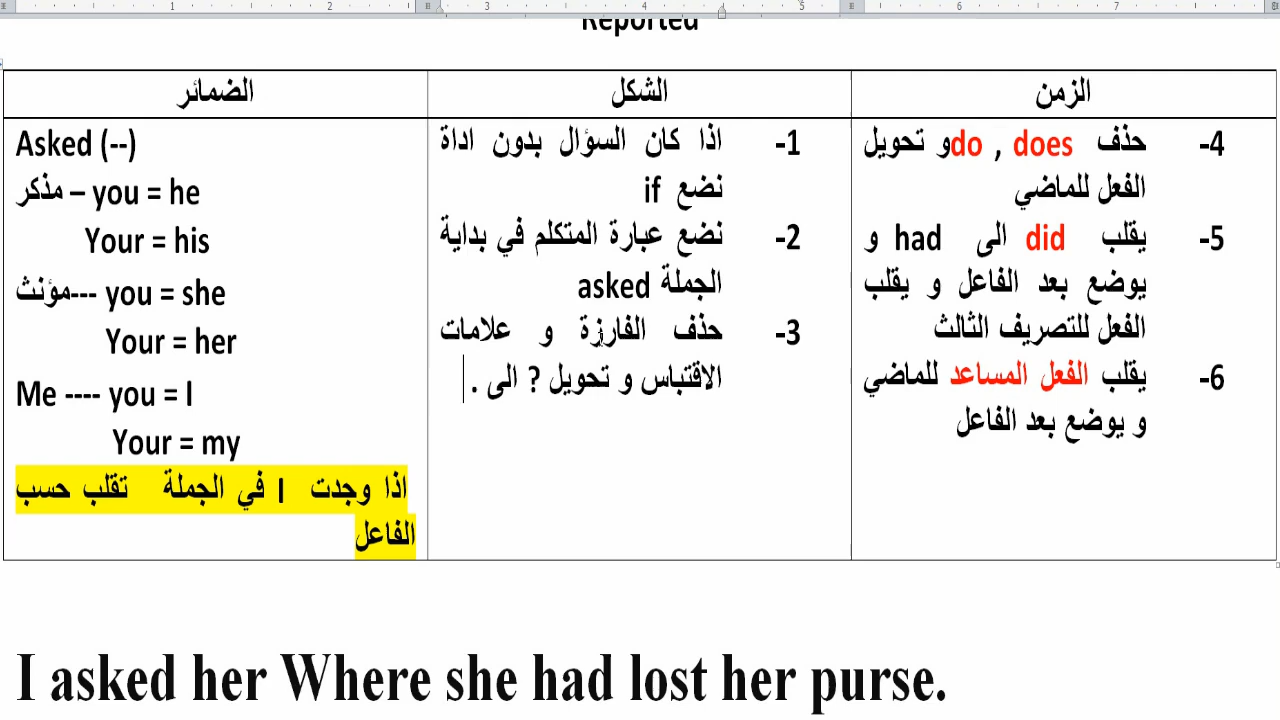 Reported
الضمائر
الشكل
الزمن
Asked (--)
مذكر – you = he
Your = his
مؤنث--- you = she
Your = her
Me ---- you = I
Your = my
اذا وجدت I في الجملة تقلب حسب
الفاعل
1- اذا كان السؤال بدون اداة
نضع if
2- نضع عبارة المتكلم في بداية
الجملة asked
3- حذف الفارزة و علامات
الاقتباس و تحويل ? الى .
4- حذف do , does و تحويل
الفعل للماضي
5- يقلب did الى had و
يوضع بعد الفاعل و يقلب
الفعل للتصريف الثالث
6- يقلب الفعل المساعد للماضي
و يوضع بعد الفاعل
I asked her Where she had lost her purse.